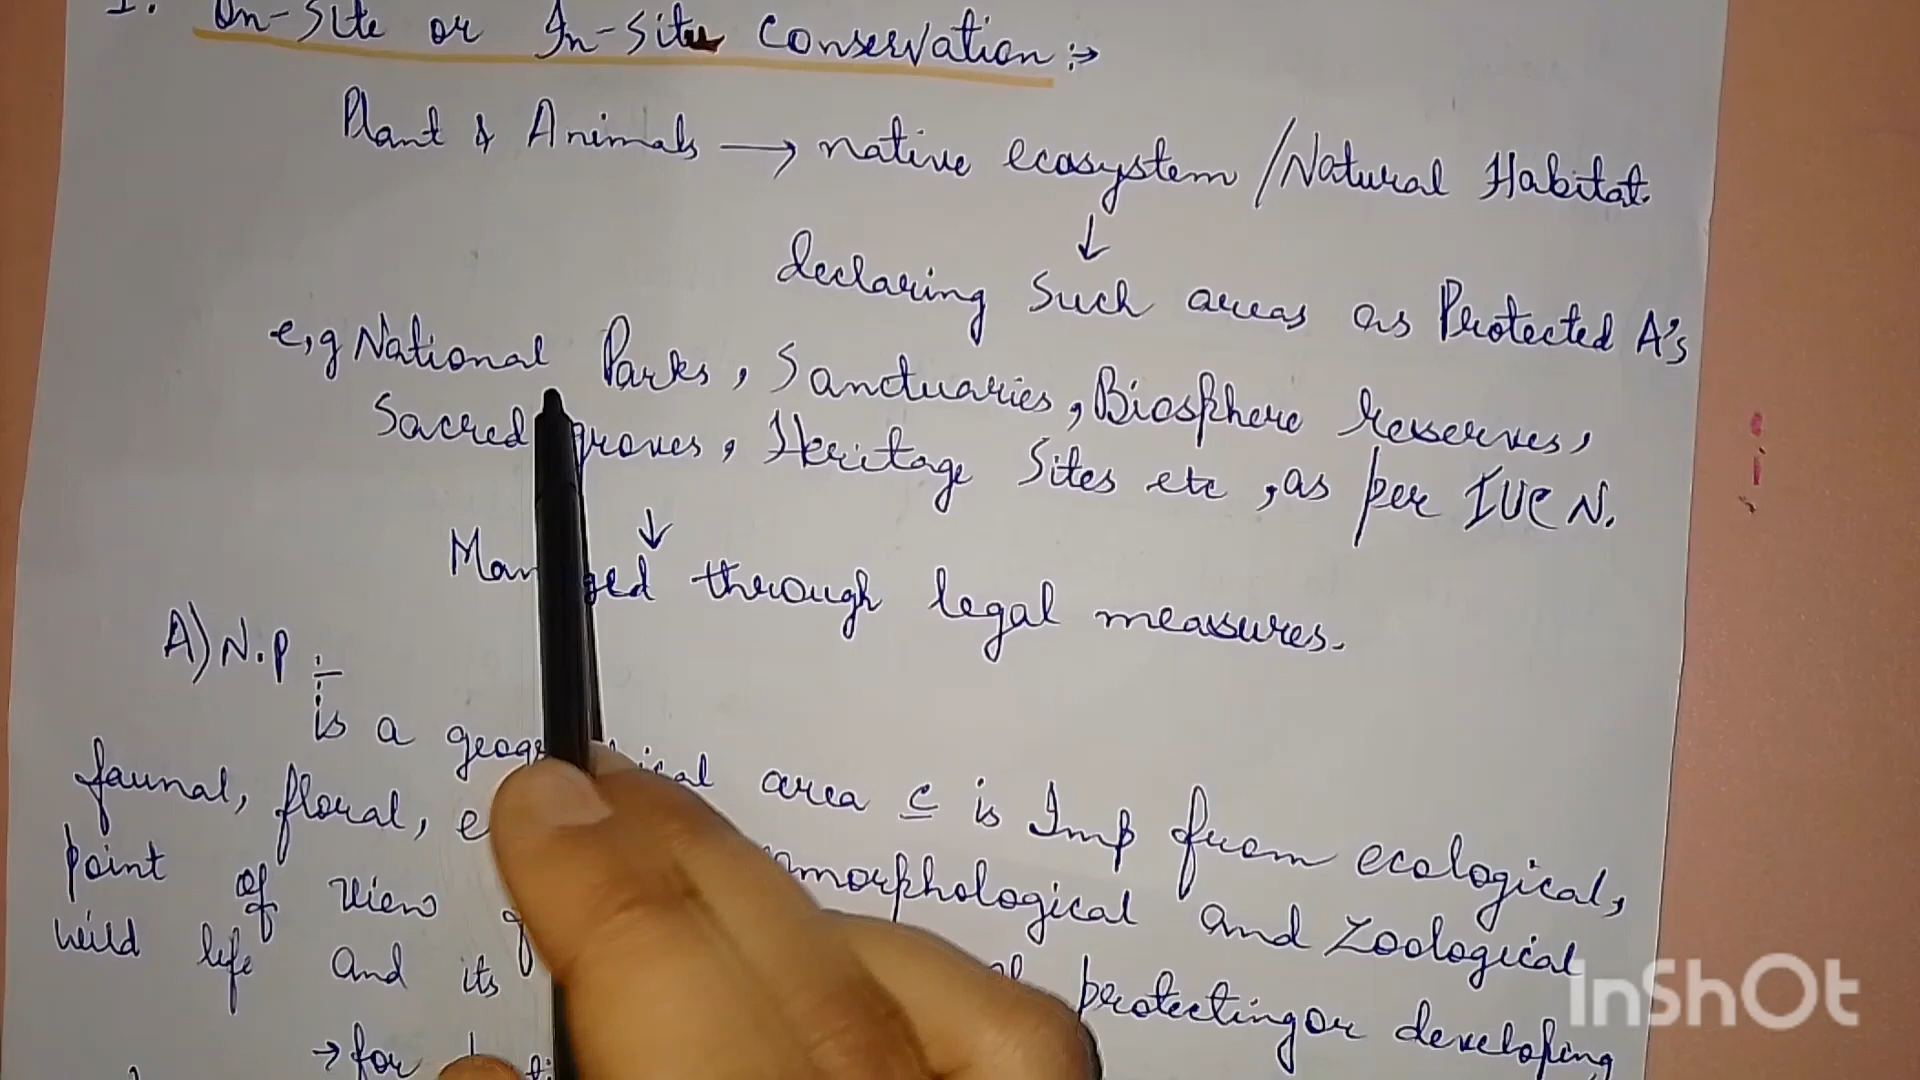 1. On-Site or In-situ Conservation :→
Plant & Animals → native ecosystem / Natural Habitat.
↓
declaring Such areas as Protected A's
e,g National Parks, Sanctuaries, Biosphere Reserves,
Sacred groves, Heritage Sites etc, as per IUCN.
↓
Managed through legal measures.
A) N.P :-
is a geographical area c is Imp from ecological,
faunal, floral, morphological and Zoological
point of view protecting or developing
wild life and its
→ for
InShOt